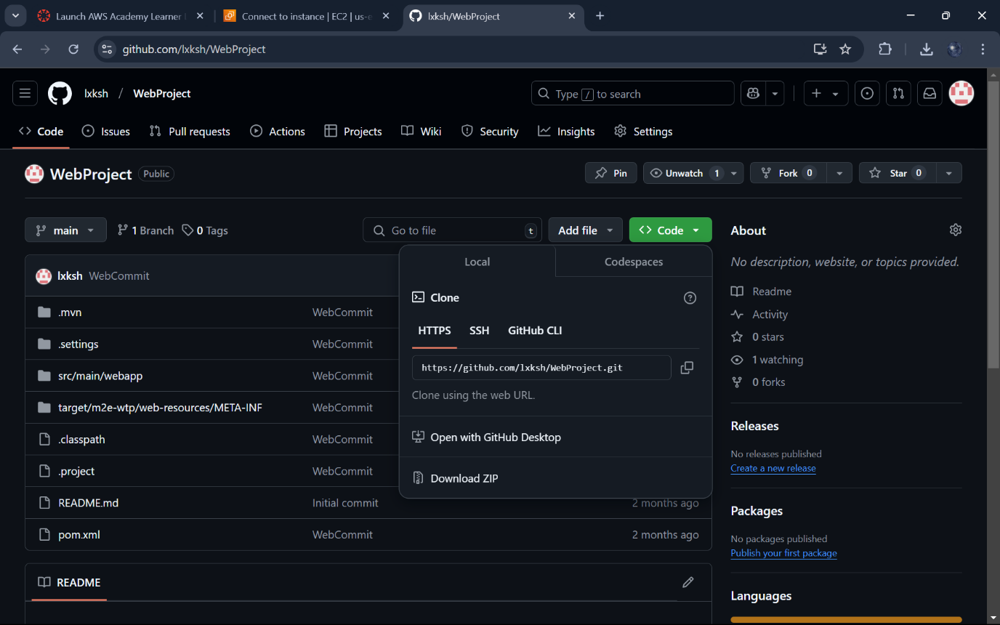 Launch AWS Academy Learner
Connect to instance | EC2 | us-e
lxksh/WebProject
github.com/lxksh/WebProject
lxksh / WebProject
Type / to search
Code
Issues
Pull requests
Actions
Projects
Wiki
Security
Insights
Settings
WebProject Public
Pin
Unwatch 1
Fork 0
Star 0
main
1 Branch
0 Tags
Go to file t
Add file
Code
About
No description, website, or topics provided.
Readme
Activity
0 stars
1 watching
0 forks
Releases
No releases published
Create a new release
Packages
No packages published
Publish your first package
Languages
Local
Codespaces
Clone
HTTPS
SSH
GitHub CLI
https://github.com/lxksh/WebProject.git
Clone using the web URL.
Open with GitHub Desktop
Download ZIP
lxksh WebCommit
.mvn WebCommit
.settings WebCommit
src/main/webapp WebCommit
target/m2e-wtp/web-resources/META-INF WebCommit
.classpath WebCommit
.project WebCommit
README.md Initial commit 2 months ago
pom.xml WebCommit 2 months ago
README